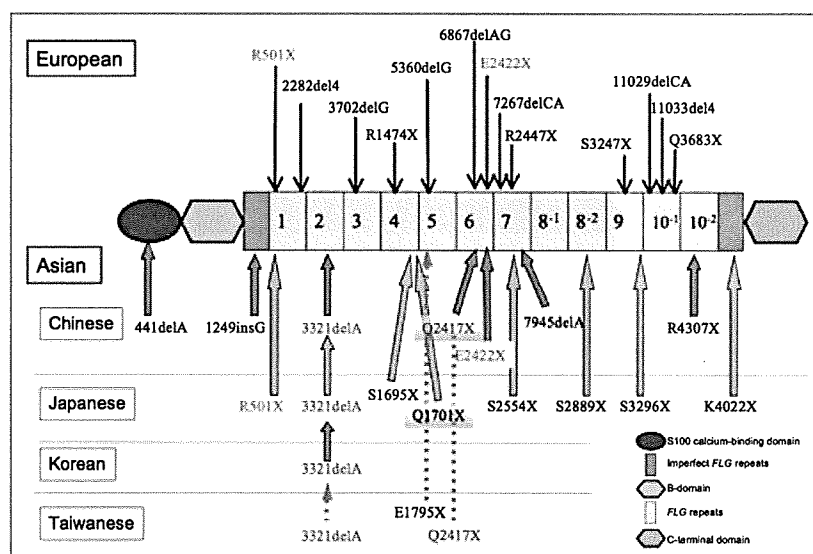 European
R501X
2282del4
3702delG
R1474X
5360delG
6867delAG
E2422X
7267delCA
R2447X
S3247X
11029delCA
11033del4
Q3683X
1 2 3 4 5 6 7 8-1 8-2 9 10-1 10-2
Asian
Chinese
441delA
1249insG
3321delA
Q2417X
E2422X
7945delA
R4307X
Japanese
R501X
3321delA
S1695X
Q1701X
S2554X
S2889X
S3296X
K4022X
Korean
3321delA
Taiwanese
3321delA
E1795X
Q2417X
S100 calcium-binding domain
Imperfect FLG repeats
B-domain
FLG repeats
C-terminal domain